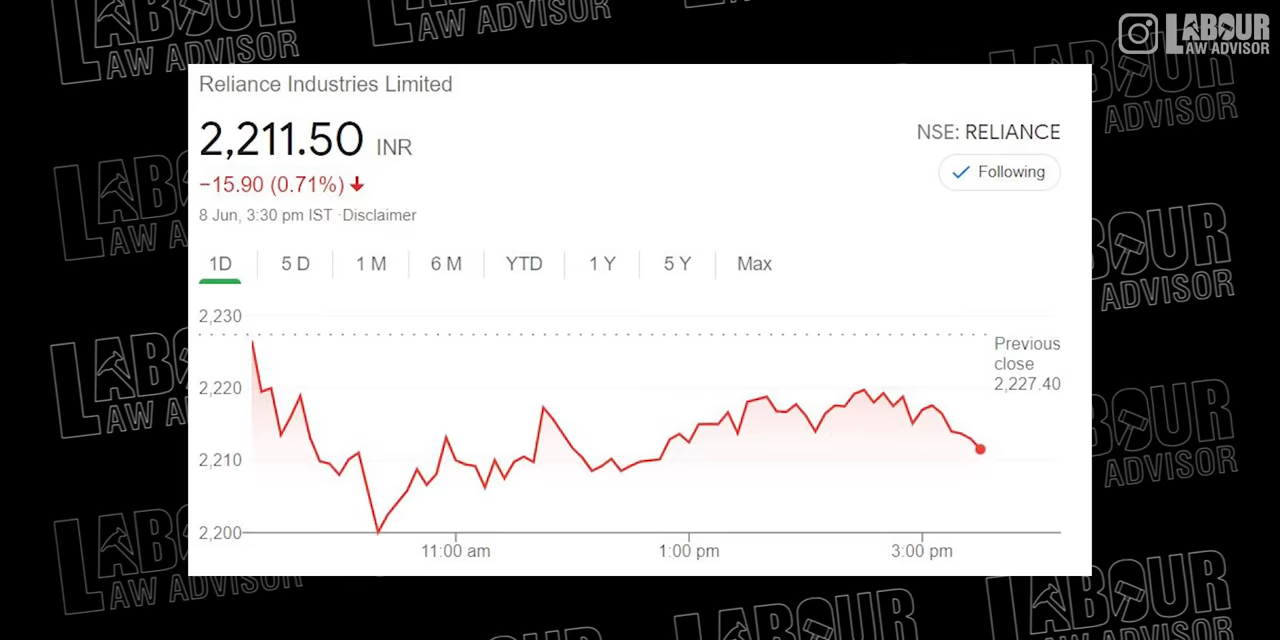 LABOUR
LAW ADVISOR
Reliance Industries Limited
2,211.50 INR
−15.90 (0.71%)
8 Jun, 3:30 pm IST ·Disclaimer
NSE: RELIANCE
Following
1D 5 D 1 M 6 M YTD 1 Y 5 Y Max
2,230
Previous
close
2,227.40
2,220
2,210
2,200
11:00 am 1:00 pm 3:00 pm